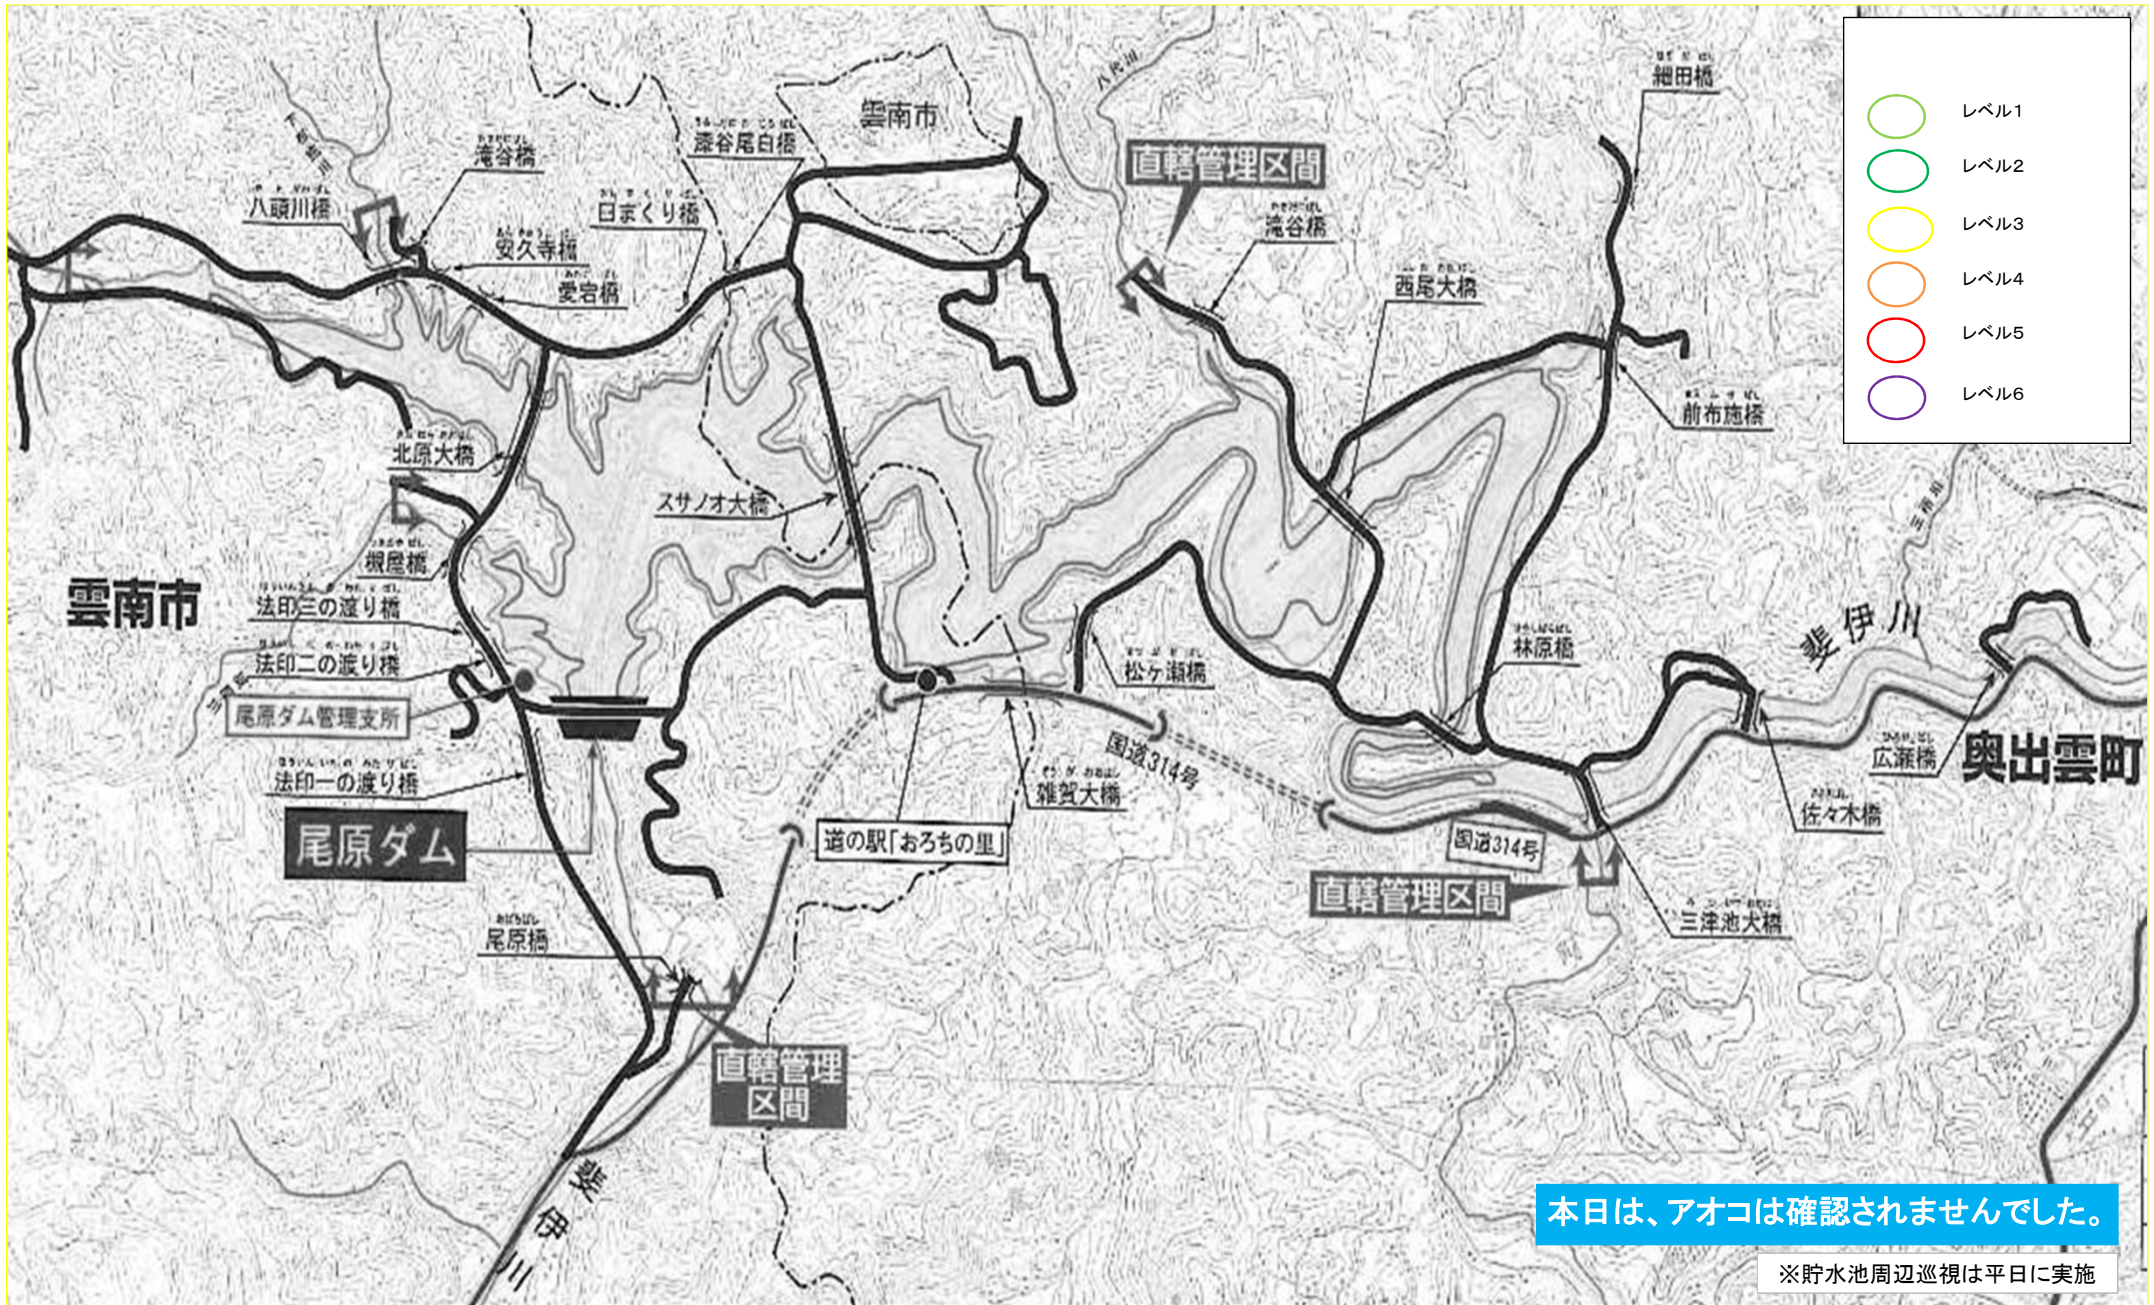 細田橋
八代川
雲南市
漆谷尾白橋
滝谷橋
直轄管理区間
八頭川橋
日まくり橋
滝谷橋
安久寺橋
愛宕橋
西尾大橋
レベル1
レベル2
レベル3
レベル4
レベル5
レベル6
前布施橋
北原大橋
スサノオ大橋
槻屋橋
雲南市
法印三の渡り橋
法印二の渡り橋
尾原ダム管理支所
法印一の渡り橋
尾原ダム
松ヶ瀬橋
林原橋
斐伊川
広瀬橋
奥出雲町
国道314号
雑賀大橋
佐々木橋
道の駅「おろちの里」
国道314号
直轄管理区間
三津池大橋
おばらばし
尾原橋
直轄管理
区間
斐伊川
本日は、アオコは確認されませんでした。
※貯水池周辺巡視は平日に実施